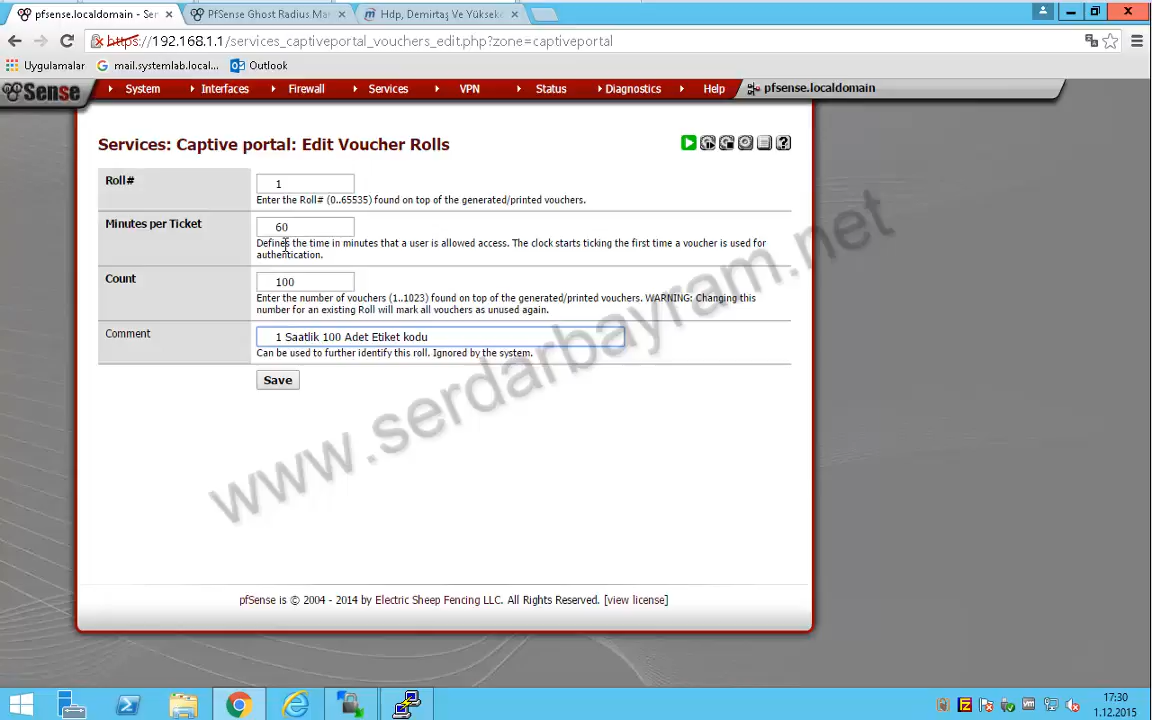 pfsense.localdomain - Ser
PfSense Ghost Radius Ma
Hdp, Demirtaş Ve Yüksek
https://192.168.1.1/services_captiveportal_vouchers_edit.php?zone=captiveportal
Uygulamalar
mail.systemlab.local...
Outlook
Sense
System
Interfaces
Firewall
Services
VPN
Status
Diagnostics
Help
pfsense.localdomain
Services: Captive portal: Edit Voucher Rolls
Roll#
1
Enter the Roll# (0..65535) found on top of the generated/printed vouchers.
Minutes per Ticket
60
Defines the time in minutes that a user is allowed access. The clock starts ticking the first time a voucher is used for
authentication.
Count
100
Enter the number of vouchers (1..1023) found on top of the generated/printed vouchers. WARNING: Changing this
number for an existing Roll will mark all vouchers as unused again.
Comment
1 Saatlik 100 Adet Etiket kodu
Can be used to further identify this roll. Ignored by the system.
Save
www.serdarbayram.net
pfSense is © 2004 - 2014 by Electric Sheep Fencing LLC. All Rights Reserved. [view license]
17:30
1.12.2015